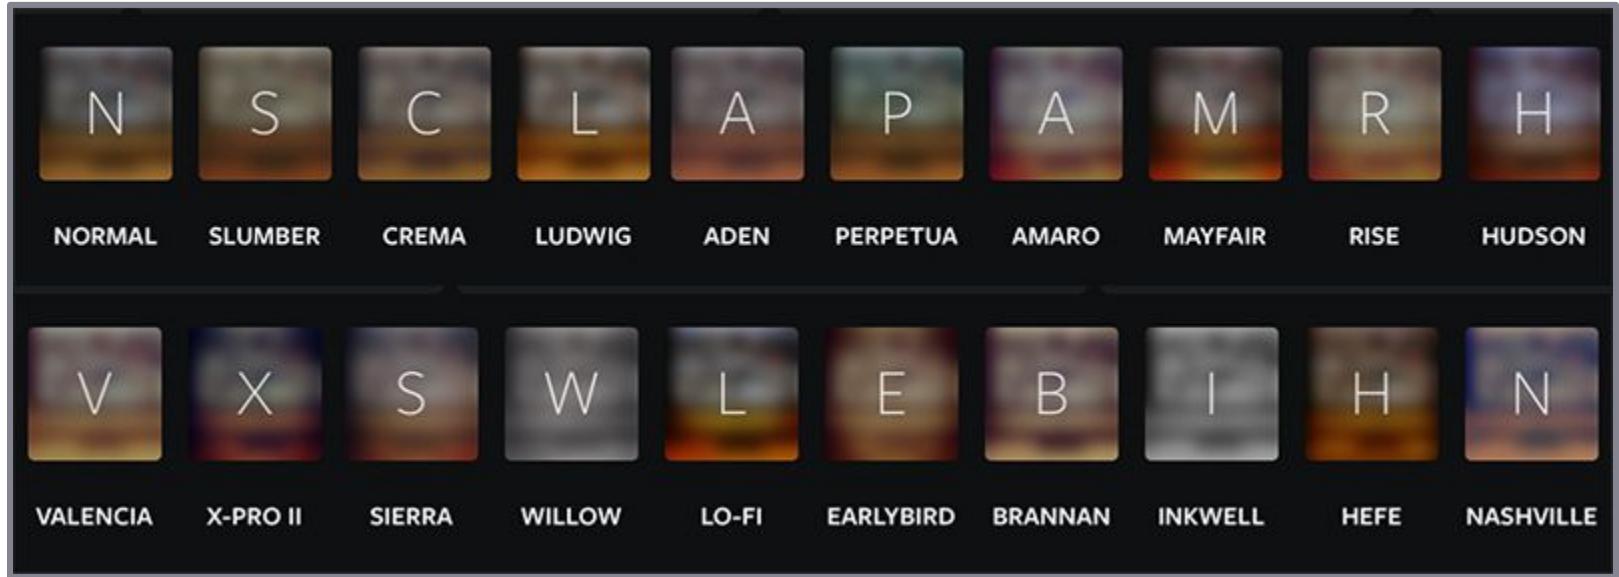 N S C L A P A M R H
NORMAL SLUMBER CREMA LUDWIG ADEN PERPETUA AMARO MAYFAIR RISE HUDSON
V X S W L E B I H N
VALENCIA X-PRO II SIERRA WILLOW LO-FI EARLYBIRD BRANNAN INKWELL HEFE NASHVILLE